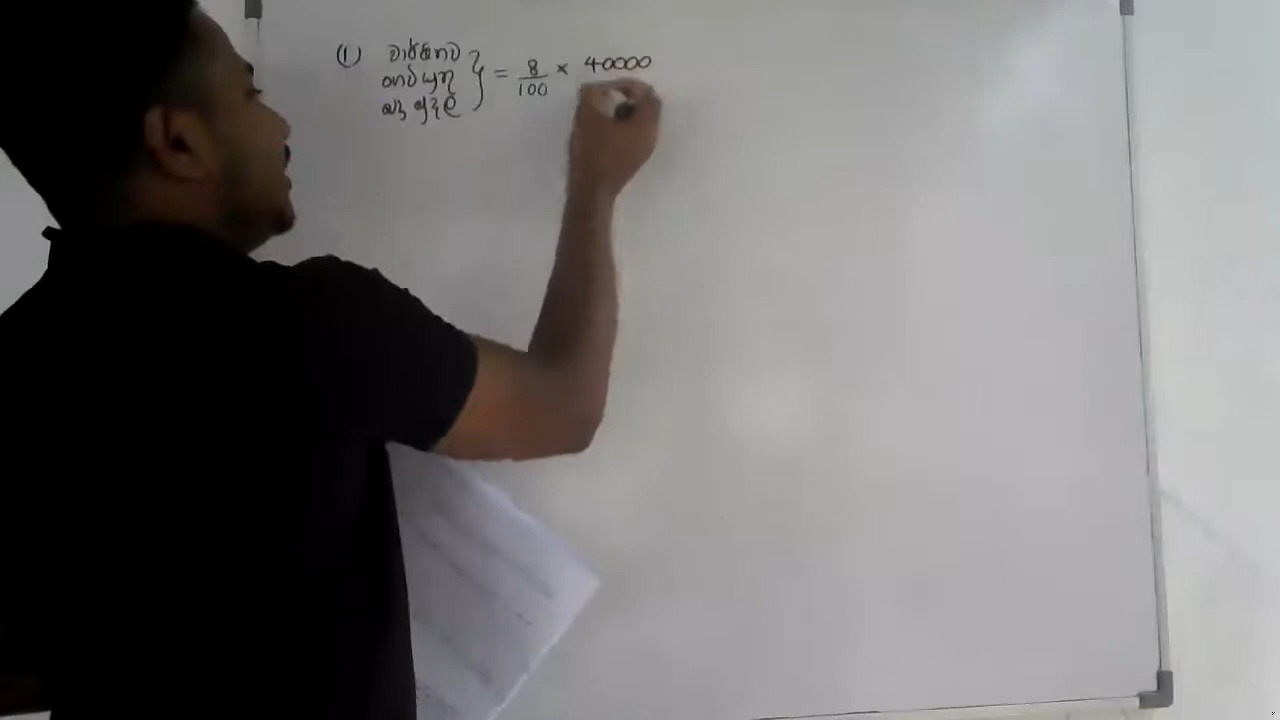 ① වාර්ෂිකව
ගෙවිය යුතු
බදු මුදල } = 8/100 × 40000